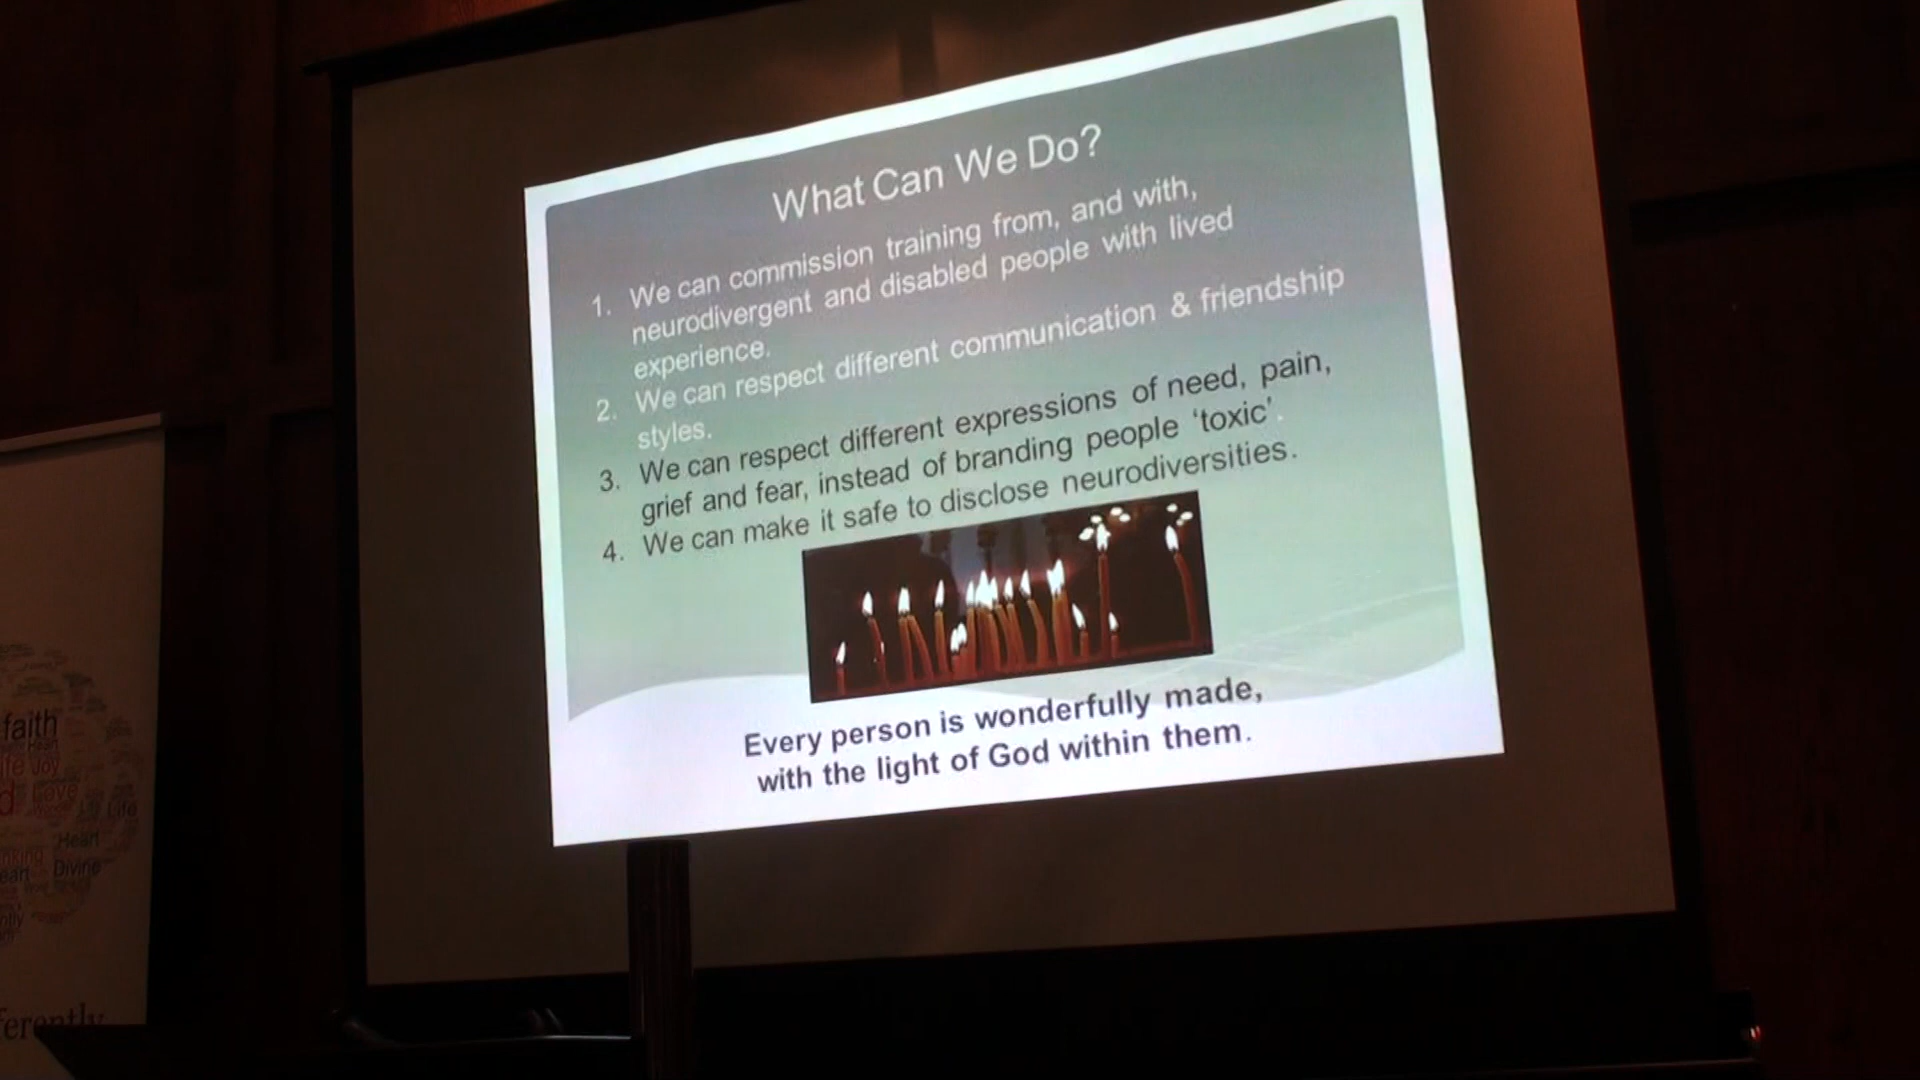 What Can We Do?
1. We can commission training from, and with,
neurodivergent and disabled people with lived
experience.
2. We can respect different communication & friendship
styles.
3. We can respect different expressions of need, pain,
grief and fear, instead of branding people ‘toxic’.
4. We can make it safe to disclose neurodiversities.
Every person is wonderfully made,
with the light of God within them.
faith
Joy
Love
Life
Heart
Divine